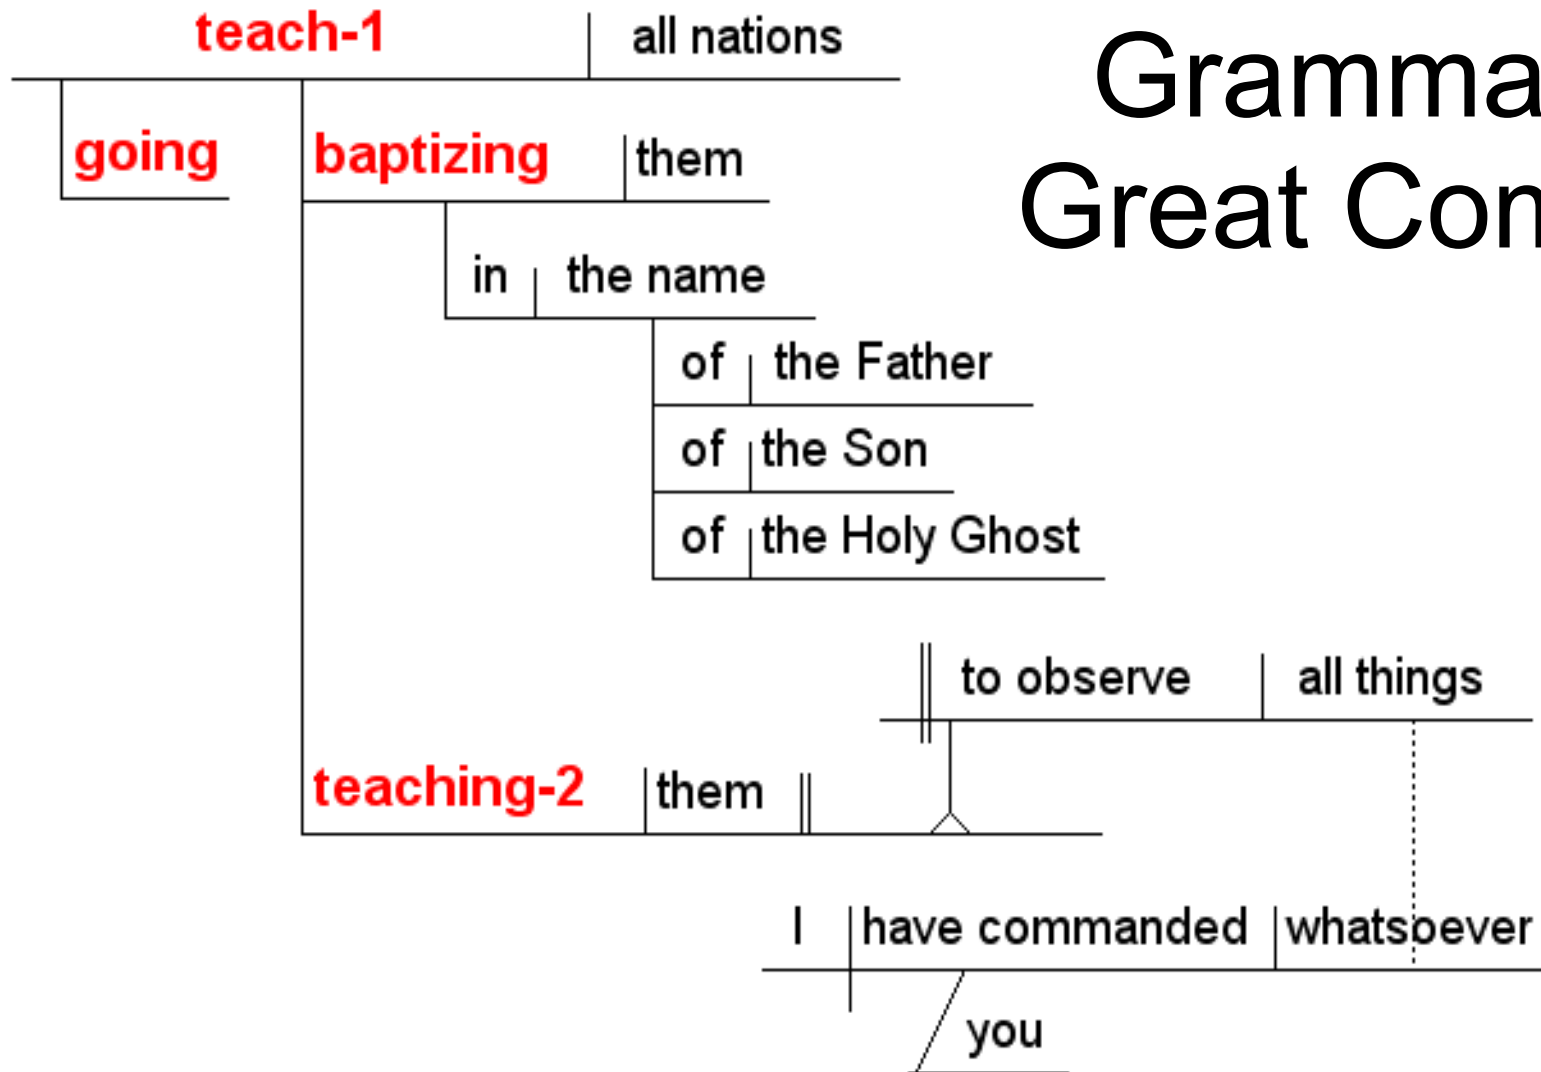 teach-1 all nations
Gramma
Great Con
going baptizing them
in the name
of the Father
of the Son
of the Holy Ghost
to observe all things
teaching-2 them
I have commanded whatsoever
you